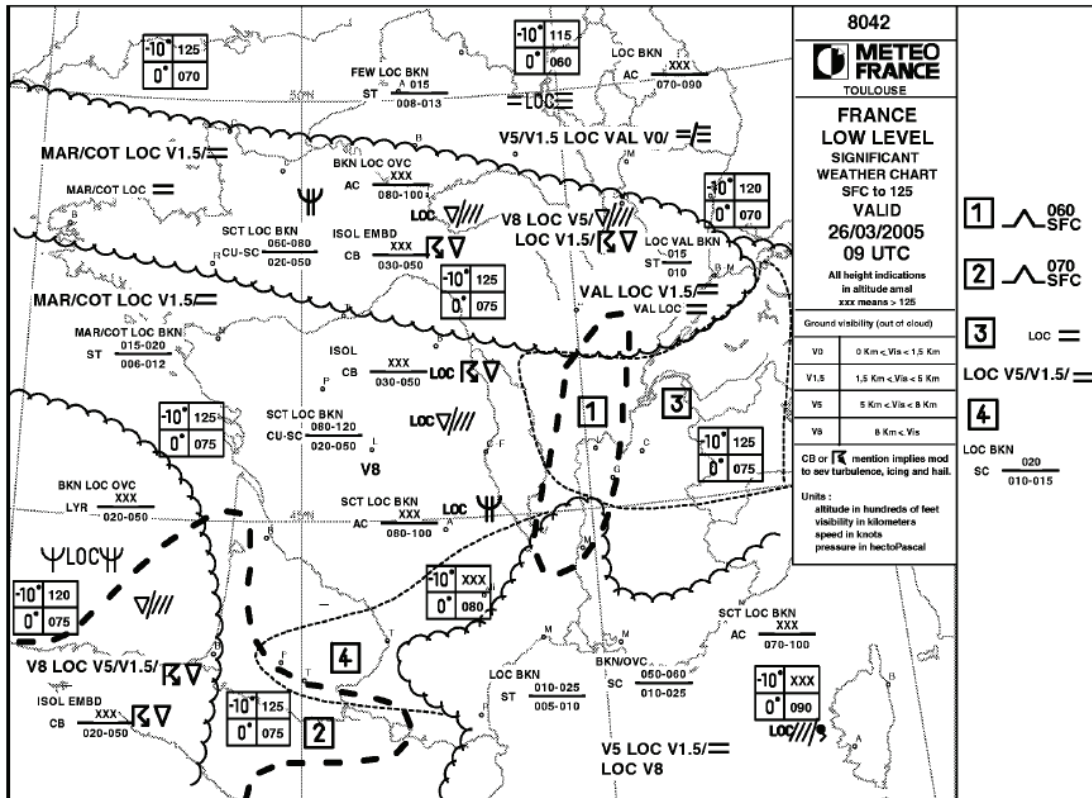 -10° 125
0° 070
-10° 115
0° 060
LOC BKN
AC XXX
070-090
FEW LOC BKN
ST 015
008-013
50°N
LOC
V5/V1.5 LOC VAL V0/
MAR/COT LOC V1.5/
MAR/COT LOC
BKN LOC OVC
AC XXX
080-100
LOC
-10° 120
0° 070
V8 LOC V5/
LOC V1.5/
SCT LOC BKN
CU-SC 060-080
020-050
ISOL EMBD
CB XXX
030-050
LOC VAL BKN
ST 015
010
-10° 125
0° 075
MAR/COT LOC V1.5/
VAL LOC V1.5/
VAL LOC
MAR/COT LOC BKN
ST 015-020
006-012
ISOL
CB XXX
030-050
LOC
1
3
-10° 125
0° 075
SCT LOC BKN
CU-SC 080-120
020-050
LOC
V8
-10° 125
0° 075
BKN LOC OVC
LYR XXX
020-050
SCT LOC BKN
AC XXX
080-100
LOC
45°N
LOC
-10° 120
0° 075
-10° XXX
0° 080
SCT LOC BKN
AC XXX
070-100
4
V8 LOC V5/V1.5/
ISOL EMBD
CB XXX
020-050
-10° 125
0° 075
2
LOC BKN
ST 010-025
005-010
BKN/OVC
SC 050-060
010-025
-10° XXX
0° 090
LOC
V5 LOC V1.5/
LOC V8
8042
METEO
FRANCE
TOULOUSE
FRANCE
LOW LEVEL
SIGNIFICANT
WEATHER CHART
SFC to 125
VALID
26/03/2005
09 UTC
All height indications
in altitude amsl
xxx means > 125
Ground visibility (out of cloud)
V0 0 Km < Vis < 1,5 Km
V1.5 1,5 Km < Vis < 5 Km
V5 5 Km < Vis < 8 Km
V8 8 Km < Vis
CB or mention implies mod
to sev turbulence, icing and hail.
Units :
altitude in hundreds of feet
visibility in kilometers
speed in knots
pressure in hectoPascal
1 060
SFC
2 070
SFC
3 LOC
LOC V5/V1.5/
4
LOC BKN
SC 020
010-015